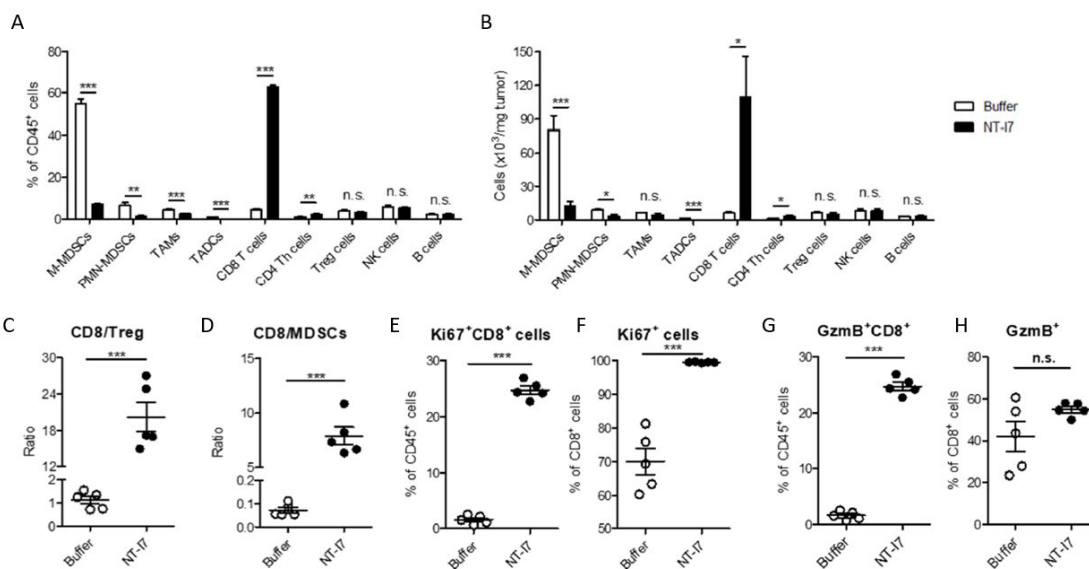 A
B
80
60
40
20
0
% of CD45+ cells
***
**
***
***
***
**
n.s.
n.s.
n.s.
M-MDSCs
PMN-MDSCs
TAMs
TADCs
CD8 T cells
CD4 Th cells
Treg cells
NK cells
B cells
150
120
90
60
30
0
Cells (x10³/mg tumor)
***
*
n.s.
***
*
*
n.s.
n.s.
n.s.
M-MDSCs
PMN-MDSCs
TAMs
TADCs
CD8 T cells
CD4 Th cells
Treg cells
NK cells
B cells
Buffer
NT-I7
C
CD8/Treg
***
30
24
18
12
2
1
0
Ratio
Buffer
NT-I7
D
CD8/MDSCs
***
15
10
5
0.2
0.1
0.0
Ratio
Buffer
NT-I7
E
Ki67+CD8+ cells
***
30
20
10
0
% of CD45+ cells
Buffer
NT-I7
F
Ki67+ cells
***
100
90
80
70
60
50
% of CD8+ cells
Buffer
NT-I7
G
GzmB+CD8+
***
30
20
10
0
% of CD45+ cells
Buffer
NT-I7
H
GzmB+
n.s.
80
60
40
20
0
% of CD8+ cells
Buffer
NT-I7